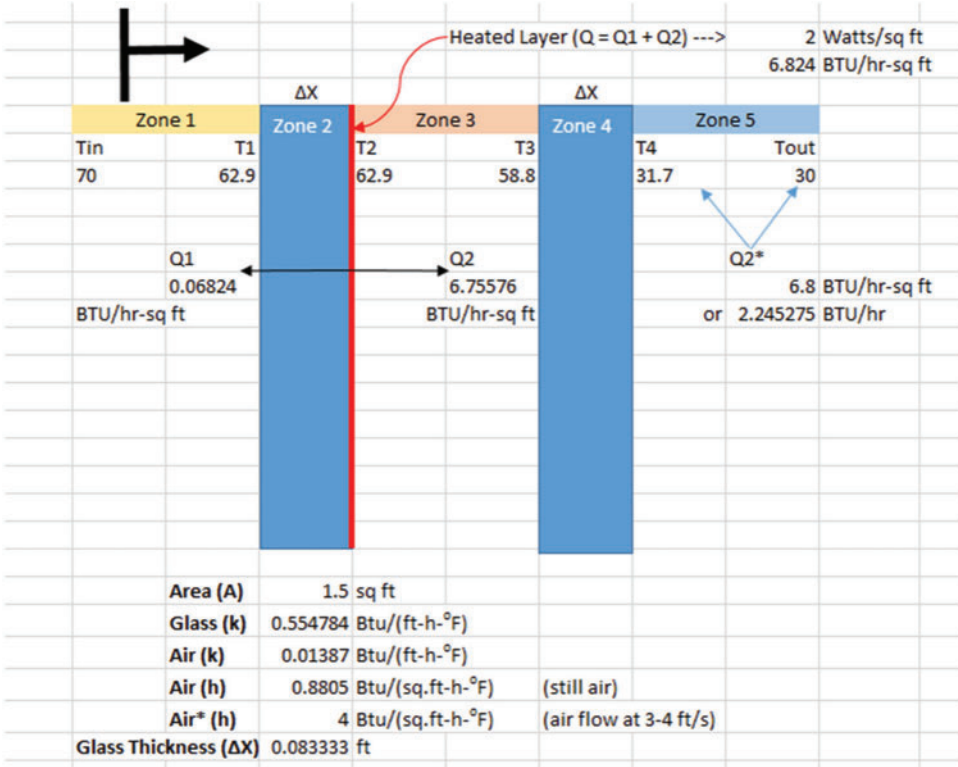 Heated Layer (Q = Q1 + Q2) ---> 2 Watts/sq ft
6.824 BTU/hr-sq ft
ΔX ΔX
Zone 1 Zone 2 Zone 3 Zone 4 Zone 5
Tin T1 T2 T3 T4 Tout
70 62.9 62.9 58.8 31.7 30
Q1 Q2 Q2*
0.06824 6.75576 6.8 BTU/hr-sq ft
BTU/hr-sq ft BTU/hr-sq ft or 2.245275 BTU/hr
Area (A) 1.5 sq ft
Glass (k) 0.554784 Btu/(ft-h-°F)
Air (k) 0.01387 Btu/(ft-h-°F)
Air (h) 0.8805 Btu/(sq.ft-h-°F) (still air)
Air* (h) 4 Btu/(sq.ft-h-°F) (air flow at 3-4 ft/s)
Glass Thickness (ΔX) 0.083333 ft